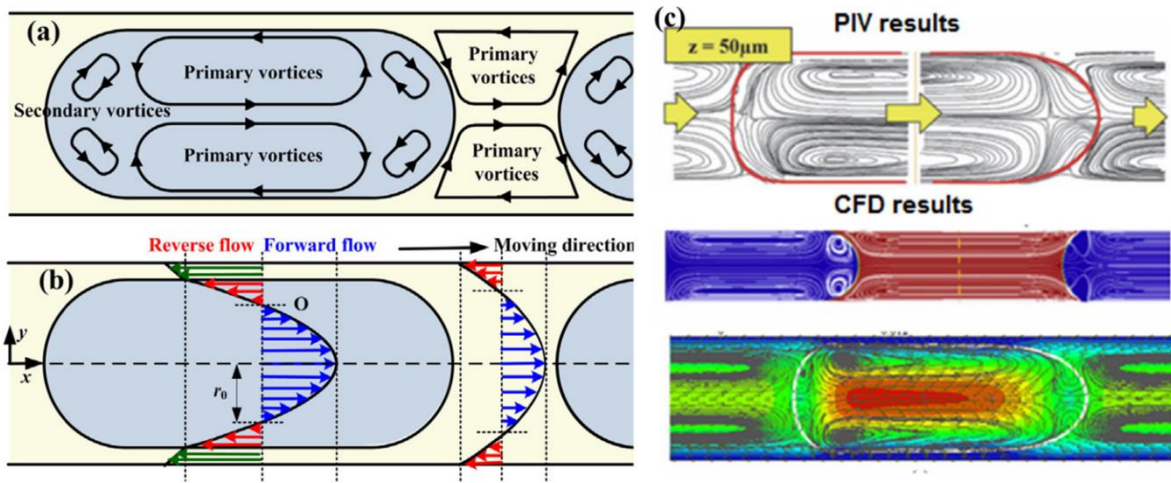 (a)
Primary vortices
Primary
vortices
Secondary vortices
Primary vortices
Primary
vortices
Reverse flow Forward flow Moving direction
(b)
O
y
x
r₀
(c)
PIV results
z = 50μm
CFD results